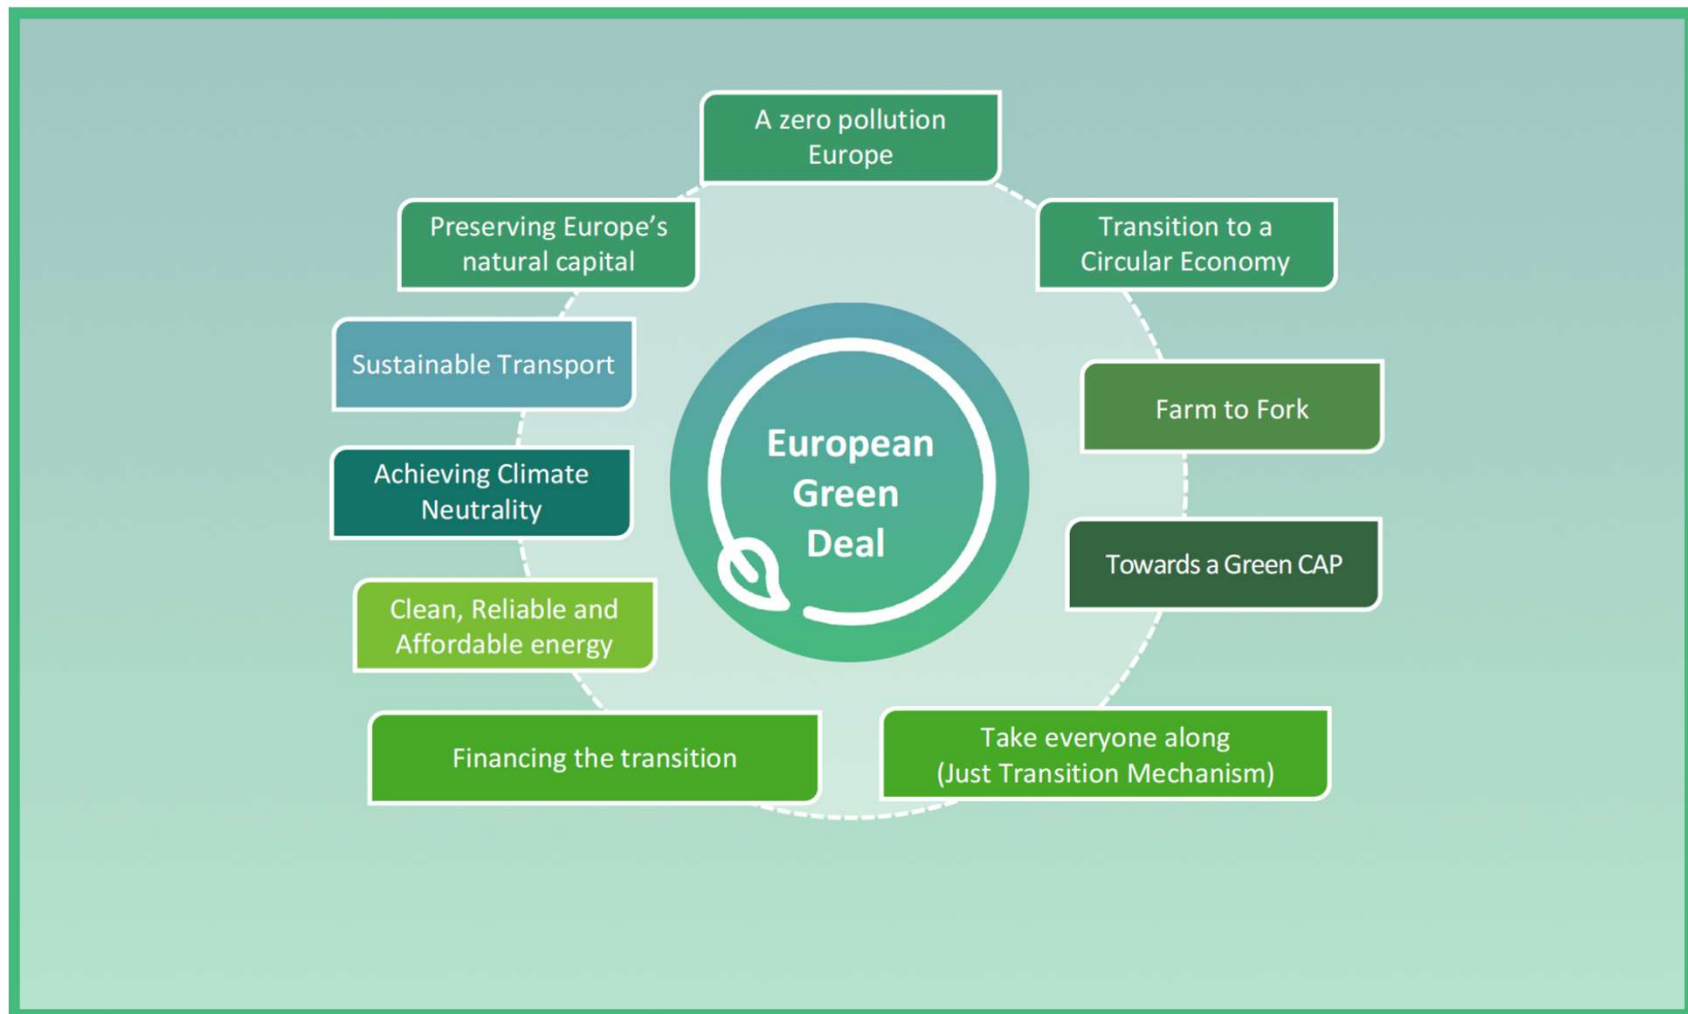 A zero pollution
Europe
Preserving Europe’s
natural capital
Transition to a
Circular Economy
Sustainable Transport
Farm to Fork
European
Green
Deal
Achieving Climate
Neutrality
Towards a Green CAP
Clean, Reliable and
Affordable energy
Financing the transition
Take everyone along
(Just Transition Mechanism)